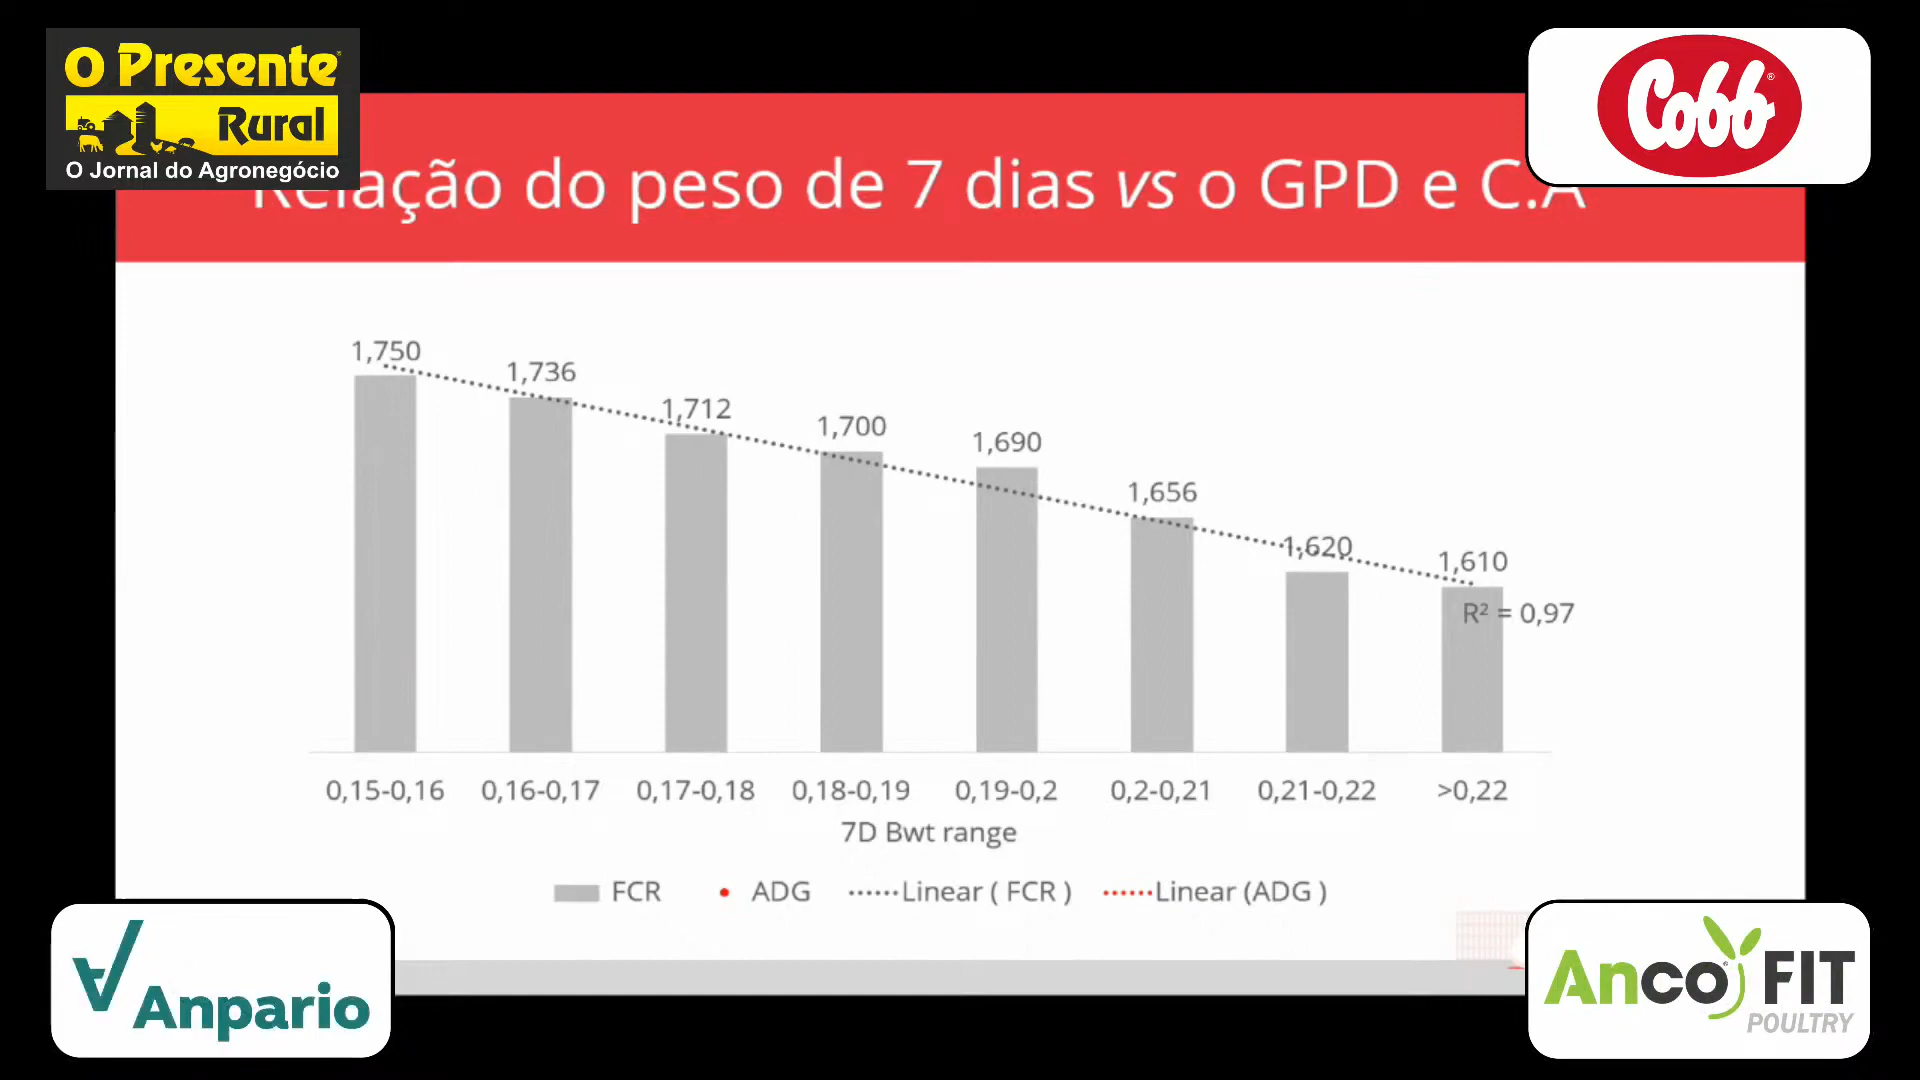 O Presente
Rural
O Jornal do Agronegócio
Cobb
Relação do peso de 7 dias vs o GPD e C.A
1,750
1,736
1,712
1,700
1,690
1,656
1,620
1,610
R² = 0,97
0,15-0,16 0,16-0,17 0,17-0,18 0,18-0,19 0,19-0,2 0,2-0,21 0,21-0,22 >0,22
7D Bwt range
FCR ADG Linear ( FCR ) Linear (ADG )
Anpario
Anco FIT
POULTRY